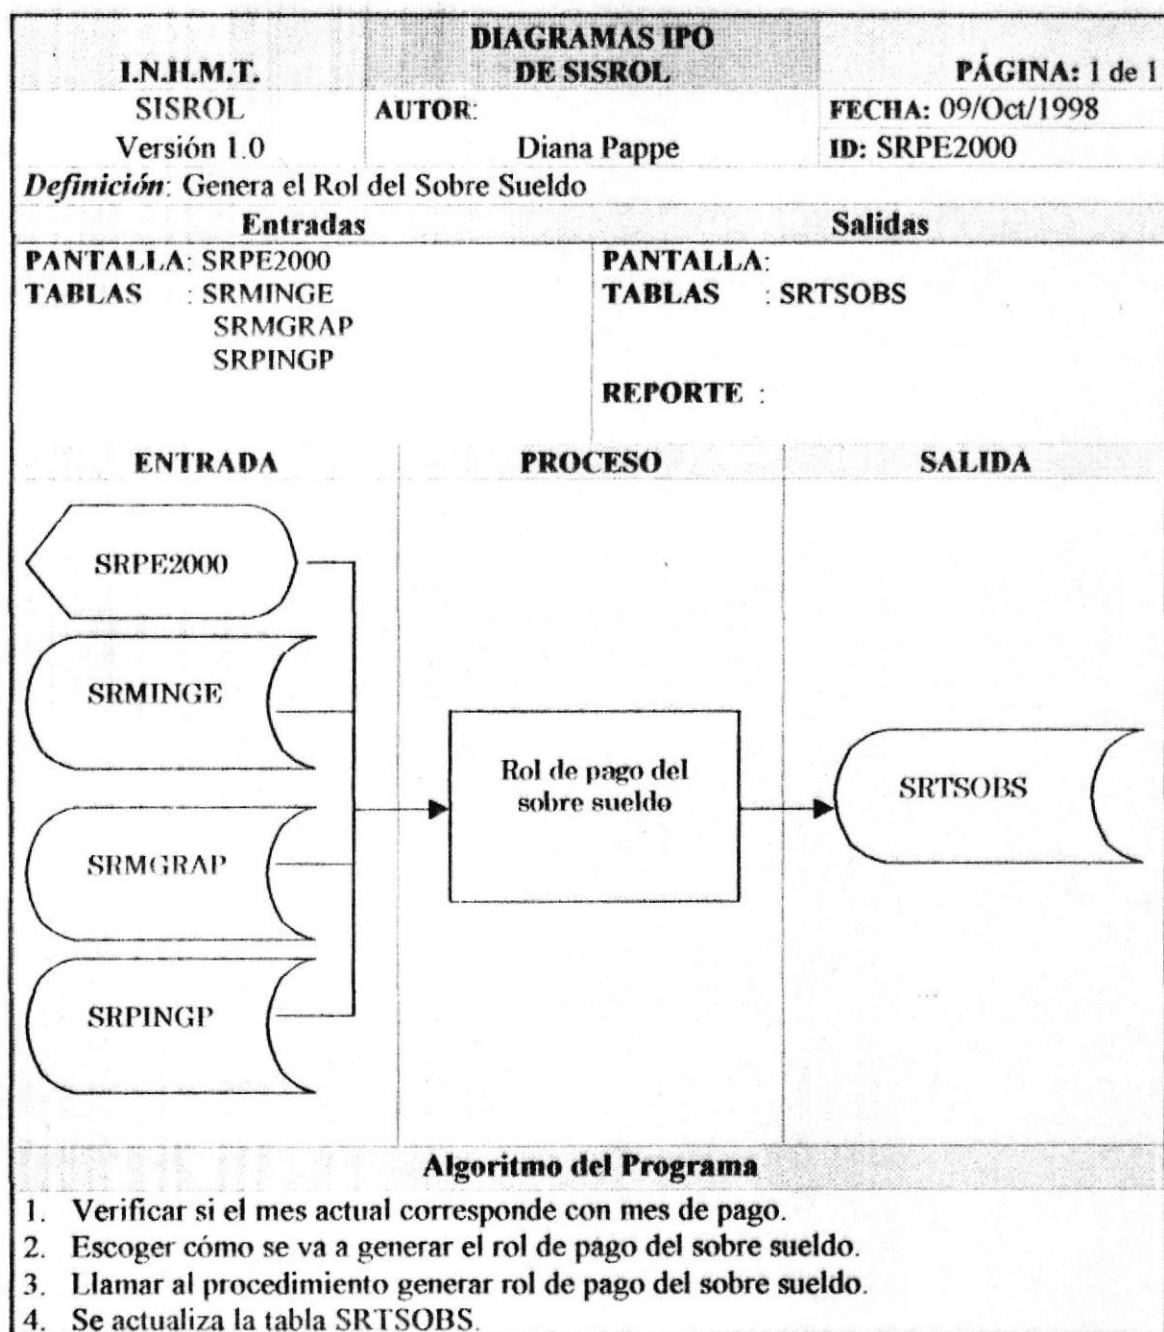 DIAGRAMAS IPO
I.N.H.M.T. DE SISROL PÁGINA: 1 de 1
SISROL AUTOR: FECHA: 09/Oct/1998
Versión 1.0 Diana Pappe ID: SRPE2000
Definición: Genera el Rol del Sobre Sueldo
Entradas Salidas
PANTALLA: SRPE2000 PANTALLA:
TABLAS : SRMINGE TABLAS : SRTSOBS
SRMGRAP
SRPINGP
REPORTE :
ENTRADA PROCESO SALIDA
SRPE2000
SRMINGE
Rol de pago del
sobre sueldo
SRTSOBS
SRMGRAP
SRPINGP
Algoritmo del Programa
1. Verificar si el mes actual corresponde con mes de pago.
2. Escoger cómo se va a generar el rol de pago del sobre sueldo.
3. Llamar al procedimiento generar rol de pago del sobre sueldo.
4. Se actualiza la tabla SRTSOBS.